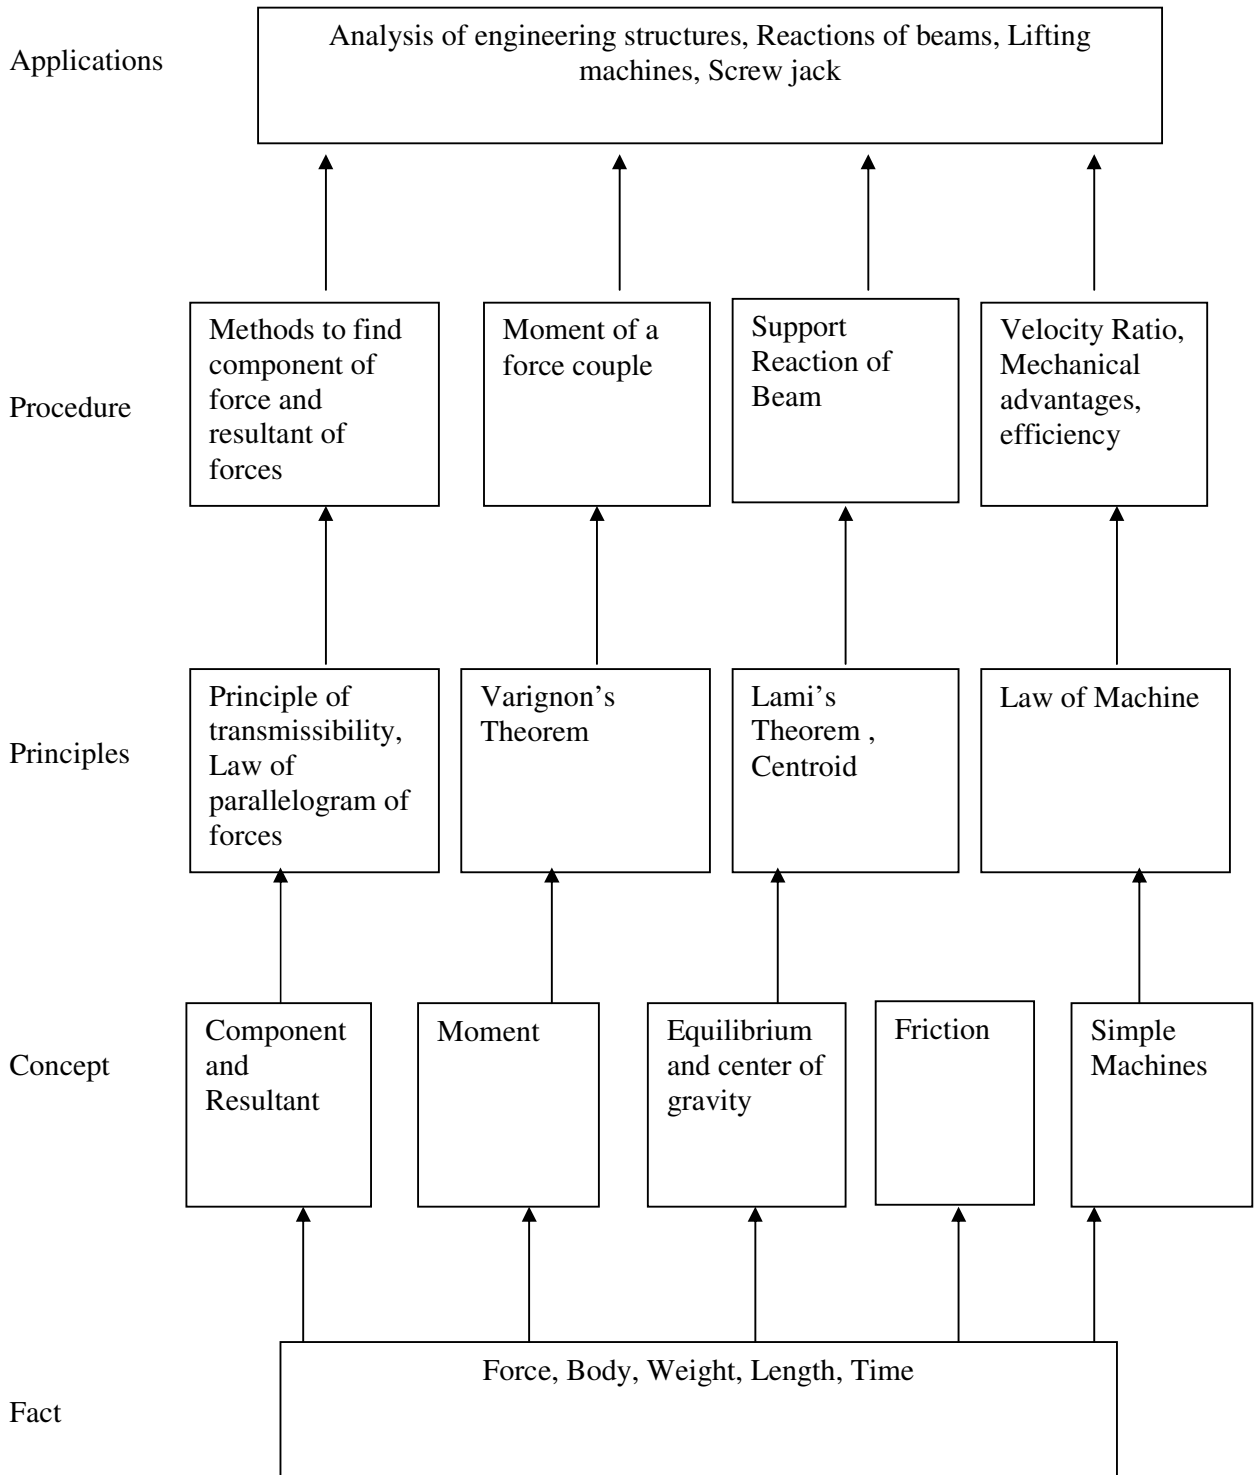 Applications
Analysis of engineering structures, Reactions of beams, Lifting
machines, Screw jack
Procedure
Methods to find
component of
force and
resultant of
forces
Moment of a
force couple
Support
Reaction of
Beam
Velocity Ratio,
Mechanical
advantages,
efficiency
Principles
Principle of
transmissibility,
Law of
parallelogram of
forces
Varignon’s
Theorem
Lami’s
Theorem ,
Centroid
Law of Machine
Concept
Component
and
Resultant
Moment
Equilibrium
and center of
gravity
Friction
Simple
Machines
Fact
Force, Body, Weight, Length, Time